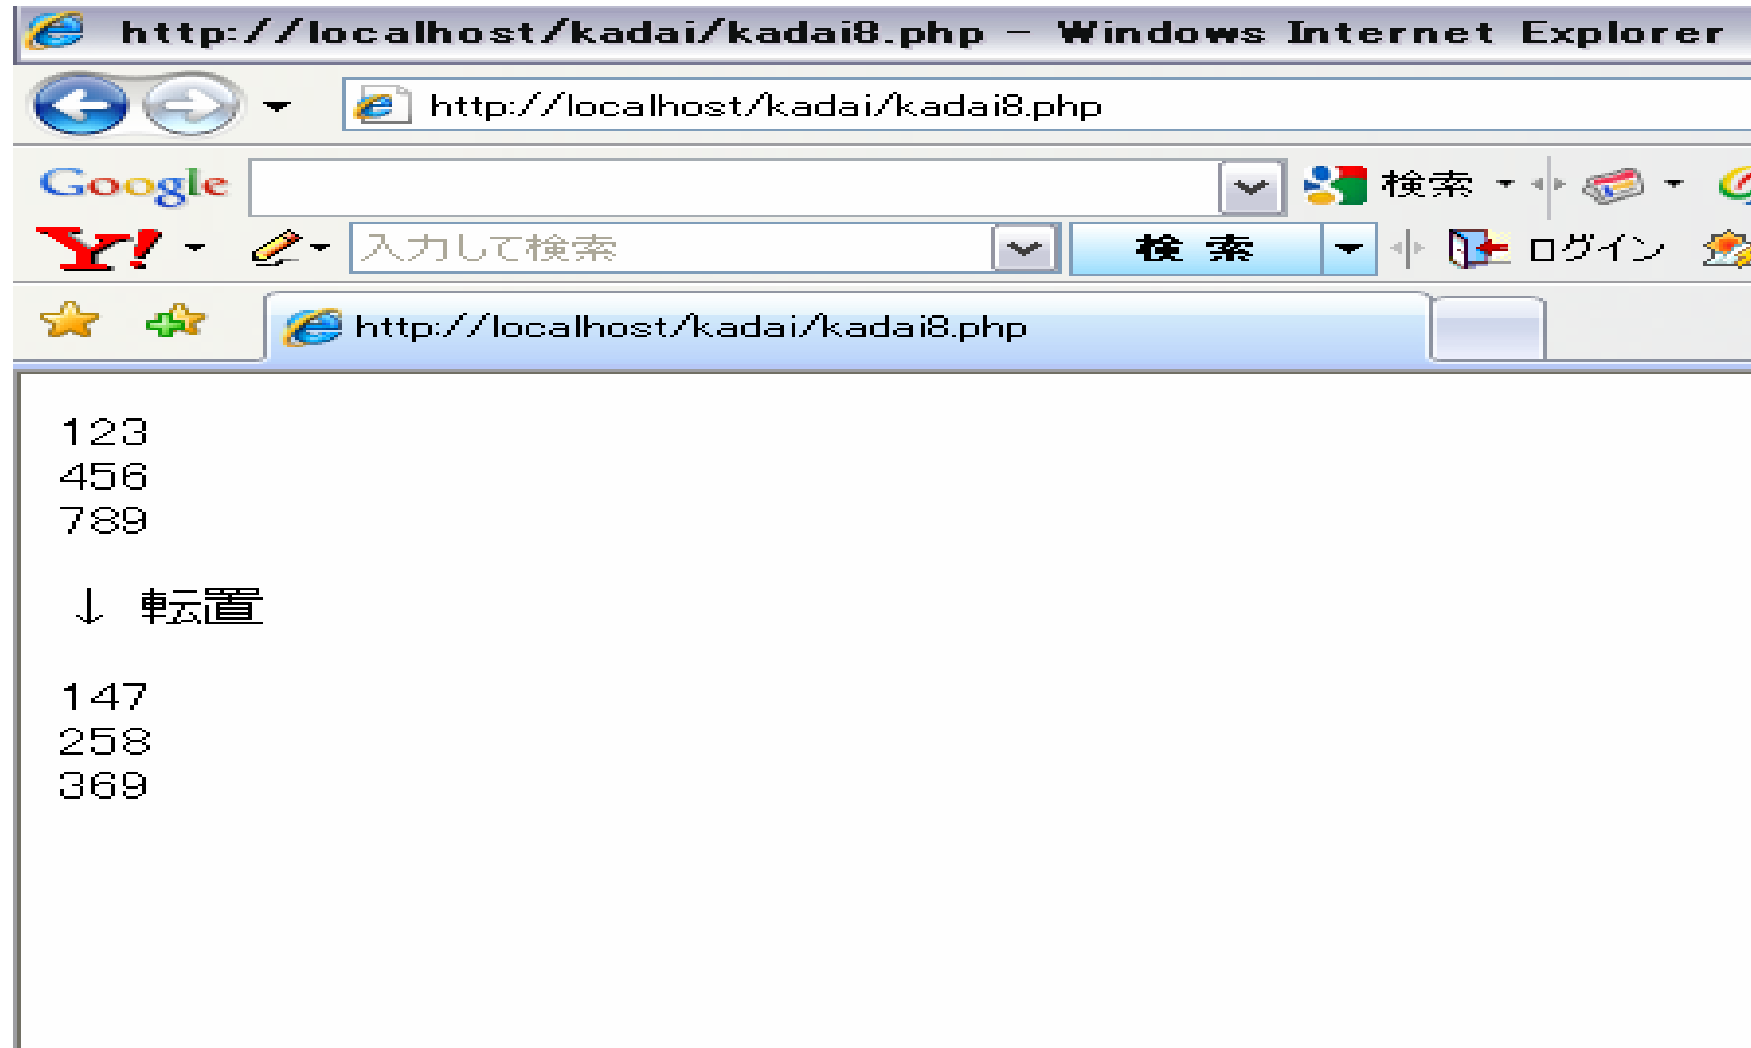 http://localhost/kadai/kadai8.php - Windows Internet Explorer
http://localhost/kadai/kadai8.php
Google 検索
Y! 入力して検索 検索 ログイン
http://localhost/kadai/kadai8.php
123
456
789
↓ 転置
147
258
369